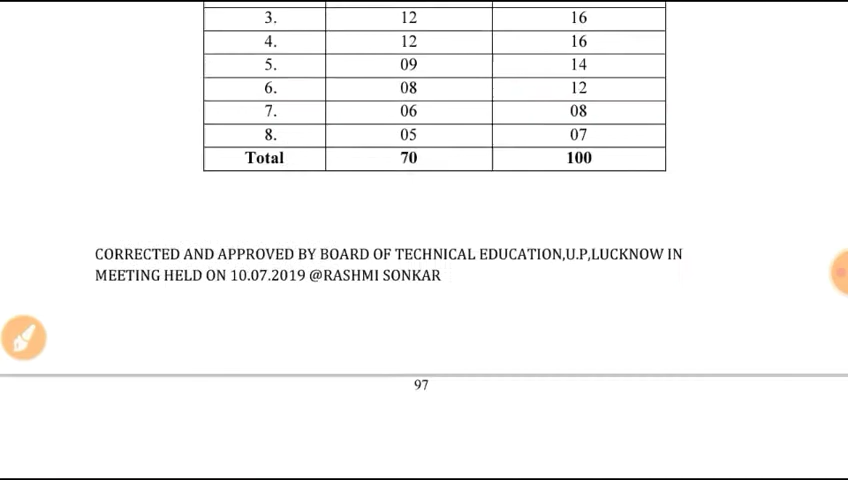 3. 12 16
4. 12 16
5. 09 14
6. 08 12
7. 06 08
8. 05 07
Total 70 100
CORRECTED AND APPROVED BY BOARD OF TECHNICAL EDUCATION,U.P,LUCKNOW IN
MEETING HELD ON 10.07.2019 @RASHMI SONKAR
97